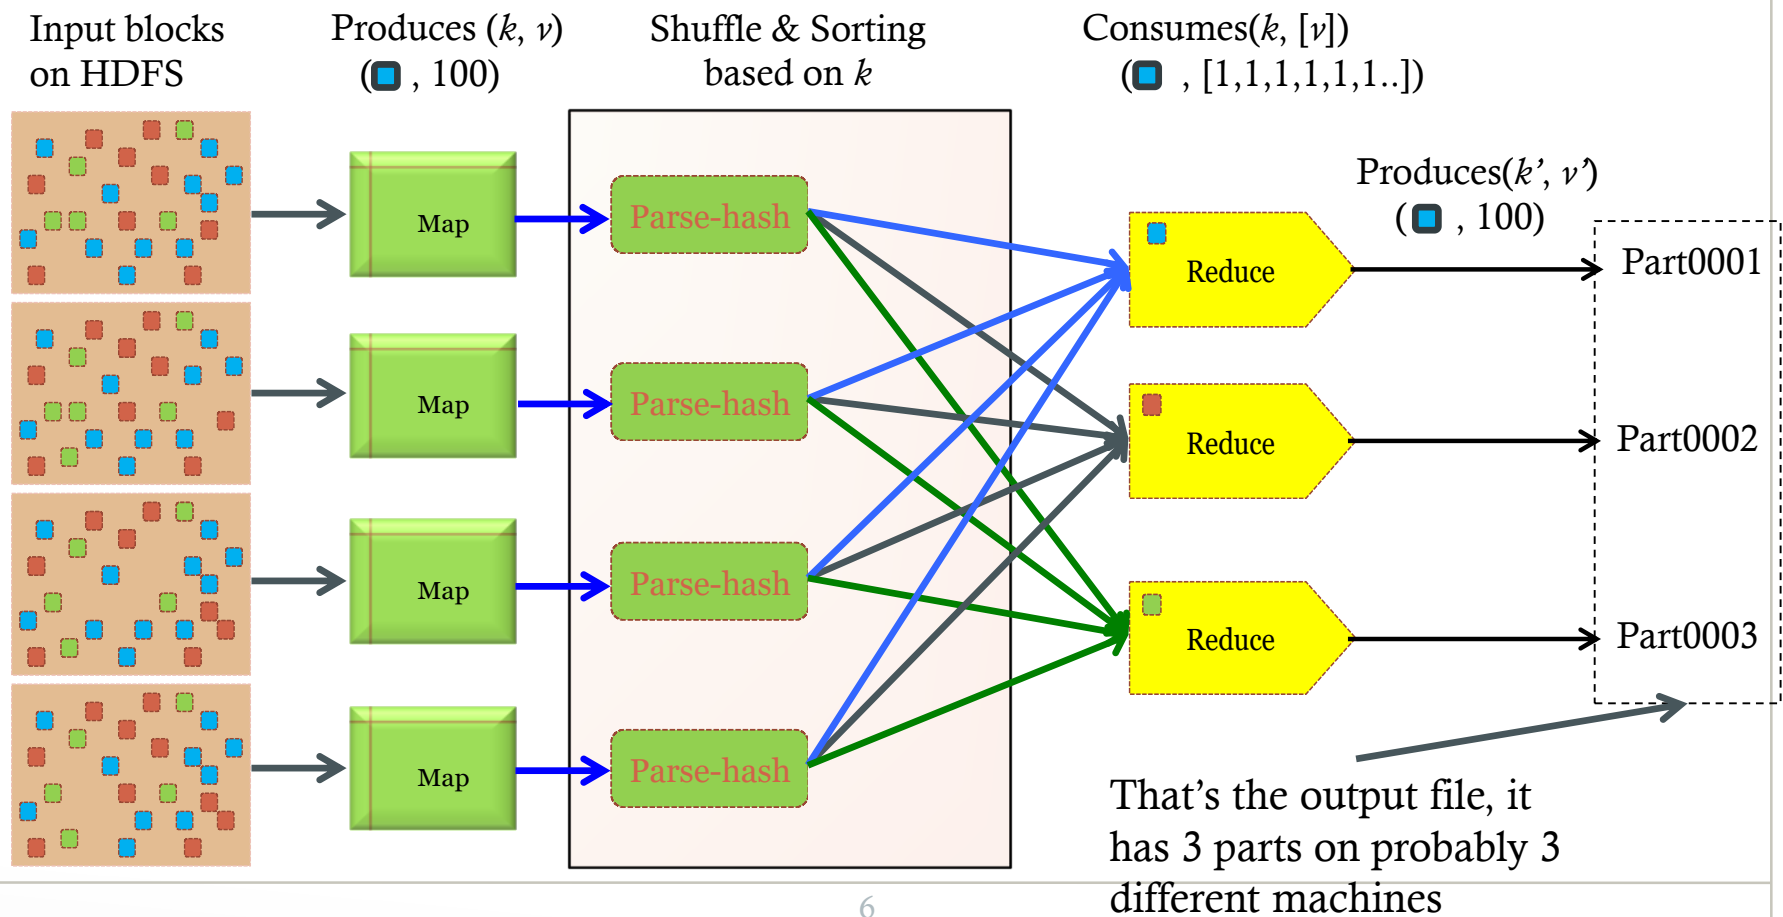 Input blocks
on HDFS
Produces (k, v)
( , 100)
Shuffle & Sorting
based on k
Consumes(k, [v])
( , [1,1,1,1,1,1..])
Produces(k’, v’)
( , 100)
Map
Parse-hash
Reduce
Part0001
Map
Parse-hash
Reduce
Part0002
Map
Parse-hash
Reduce
Part0003
Map
Parse-hash
That’s the output file, it
has 3 parts on probably 3
different machines
6